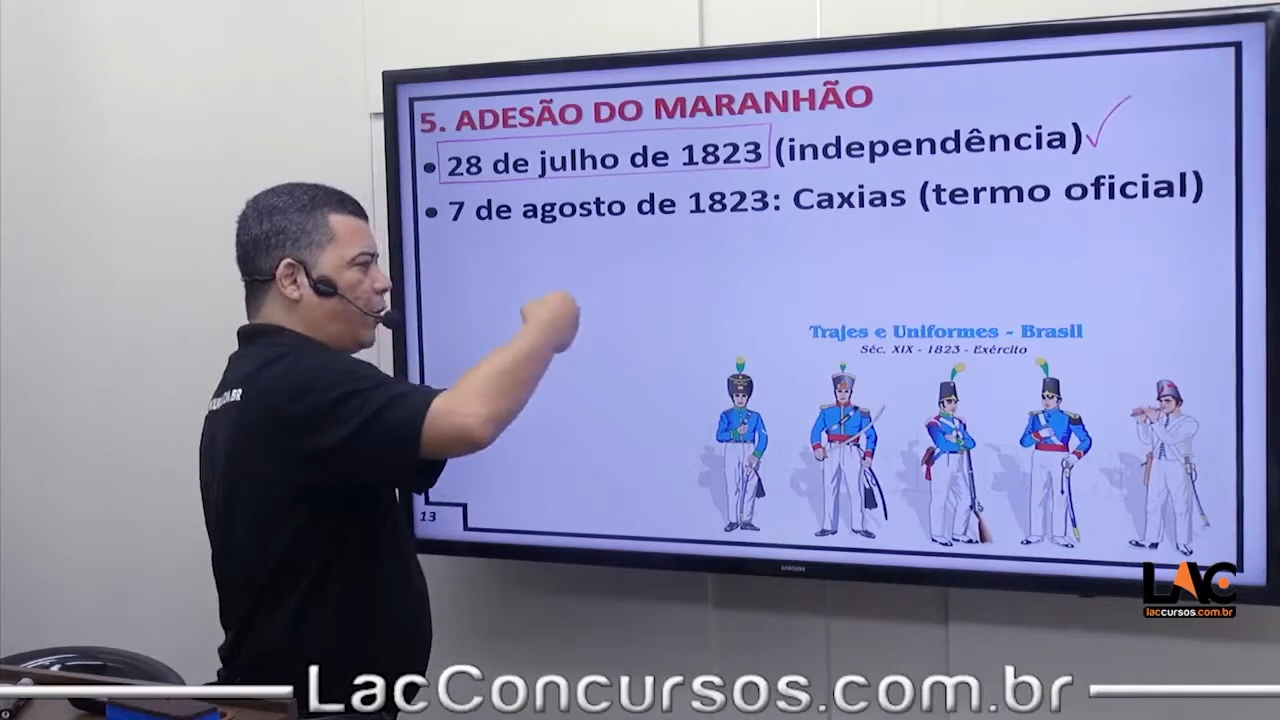 5. ADESÃO DO MARANHÃO
• 28 de julho de 1823 (independência)
• 7 de agosto de 1823: Caxias (termo oficial)
Trajes e Uniformes - Brasil
Séc. XIX - 1823 - Exército
13
SAMSUNG
LAC
laccursos.com.br
LacConcursos.com.br